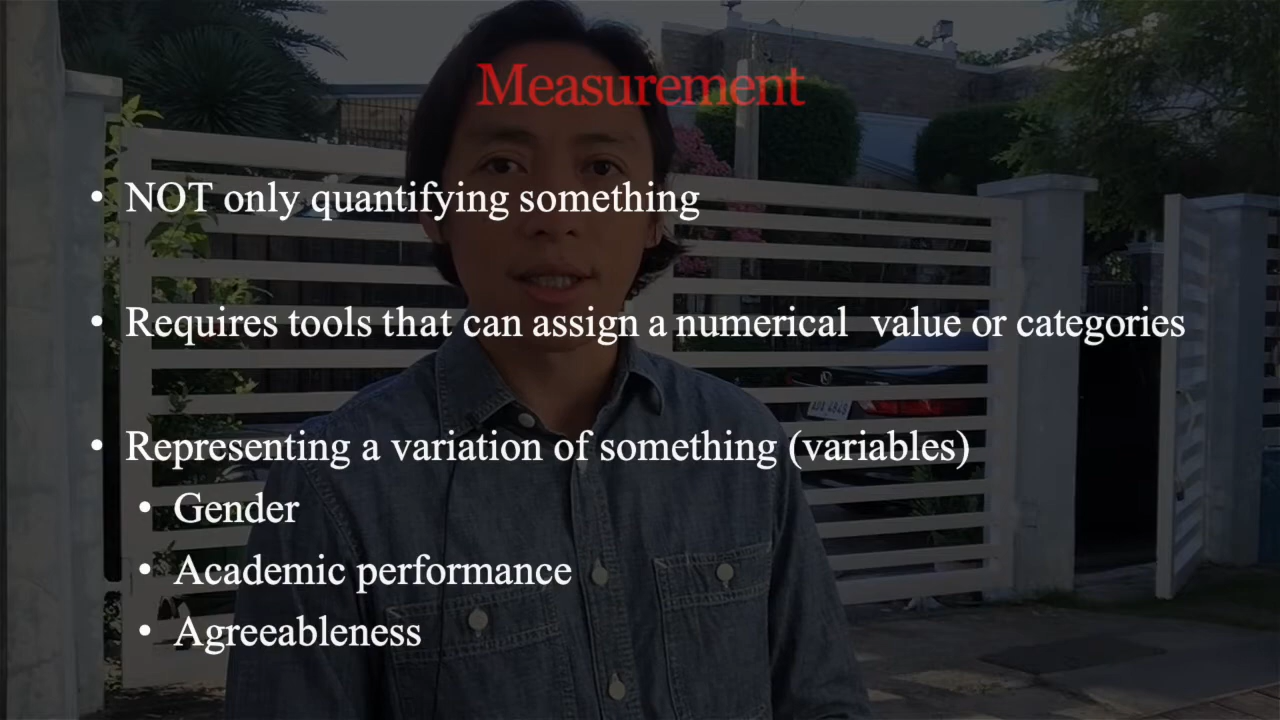 Measurement
• NOT only quantifying something
• Requires tools that can assign a numerical  value or categories
• Representing a variation of something (variables)
• Gender
• Academic performance
• Agreeableness